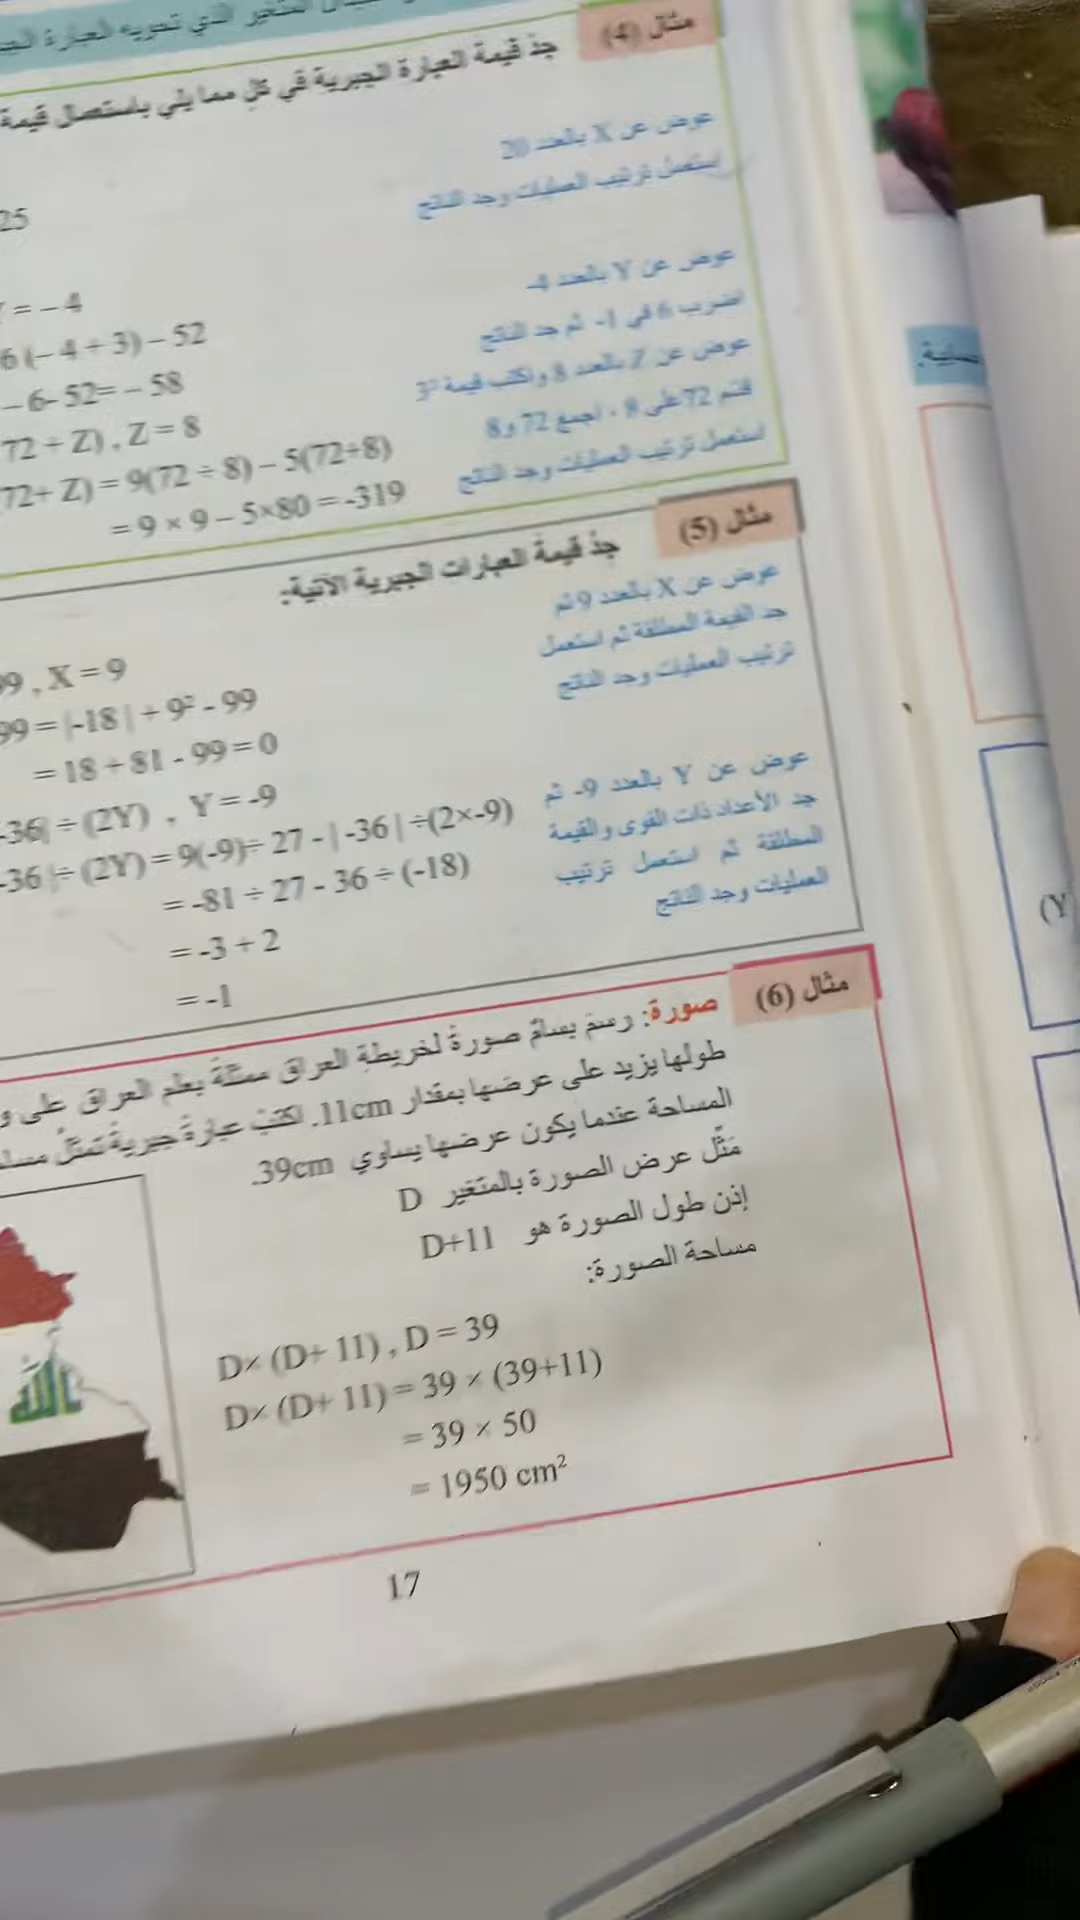 المتغير الذي تحويه العبارة
مثال (4)
جد قيمة العبارة الجبرية في كل مما يلي باستعمال قيمة
عوض عن X بالعدد 20
استعمل ترتيب العمليات وجد الناتج
25
عوض عن Y بالعدد 4-
= – 4
اضرب 6 في 1- ثم جد الناتج
6 (– 4 + 3) – 52
عوض عن Z بالعدد 8 واكتب قيمة 3²
– 6- 52= – 58
قسم 72 على 8 ، اجمع 72 و8
72 ÷ Z) , Z = 8
استعمل ترتيب العمليات وجد الناتج
72+ Z) = 9(72 ÷ 8) – 5(72+8)
= 9 × 9 – 5×80 = -319
مثال (5)
جد قيمة العبارات الجبرية الآتية:
عوض عن X بالعدد 9 ثم
جد القيمة المطلقة ثم استعمل
ترتيب العمليات وجد الناتج
99 , X = 9
99 = |-18 | + 9² - 99
= 18 + 81 - 99 = 0
عوض عن Y بالعدد 9- ثم
جد الأعداد ذات القوى والقيمة
المطلقة ثم استعمل ترتيب
العمليات وجد الناتج
-36| ÷ (2Y) , Y = -9
-36 |÷ (2Y) = 9(-9)÷ 27 - | -36 | ÷(2×-9)
= -81 ÷ 27 - 36 ÷ (-18)
= -3 + 2
= -1
مثال (6)
صورة: رسم بسام صورة لخريطة العراق ممثلة بعلم العراق على
طولها يزيد على عرضها بمقدار 11cm. اكتب عبارة جبرية تمثل
المساحة عندما يكون عرضها يساوي 39cm.
مثّل عرض الصورة بالمتغير D
إذن طول الصورة هو D+11
مساحة الصورة:
D× (D+ 11) , D = 39
D× (D+ 11) = 39 × (39+11)
= 39 × 50
= 1950 cm²
الله
17
(Y